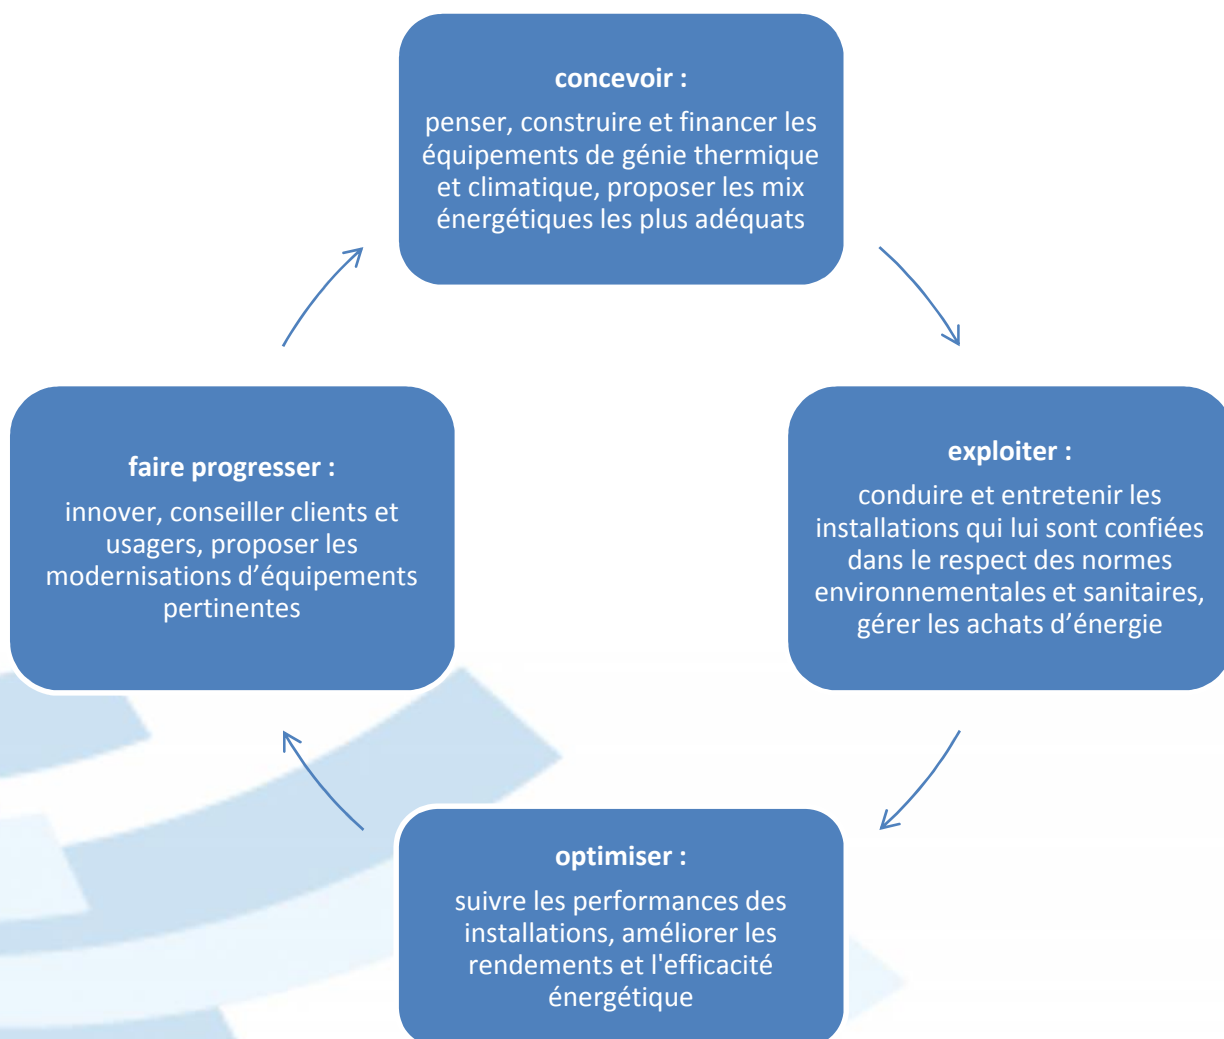 concevoir :
penser, construire et financer les
équipements de génie thermique
et climatique, proposer les mix
énergétiques les plus adéquats
exploiter :
conduire et entretenir les
installations qui lui sont confiées
dans le respect des normes
environnementales et sanitaires,
gérer les achats d’énergie
optimiser :
suivre les performances des
installations, améliorer les
rendements et l'efficacité
énergétique
faire progresser :
innover, conseiller clients et
usagers, proposer les
modernisations d’équipements
pertinentes